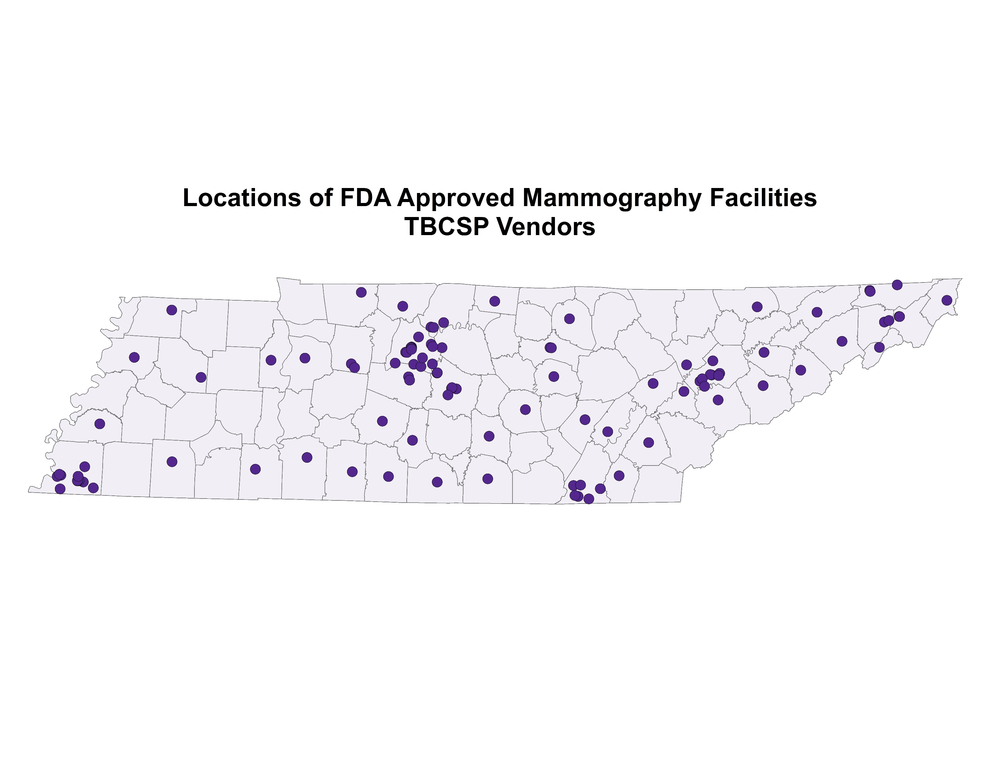 Locations of FDA Approved Mammography Facilities
TBCSP Vendors